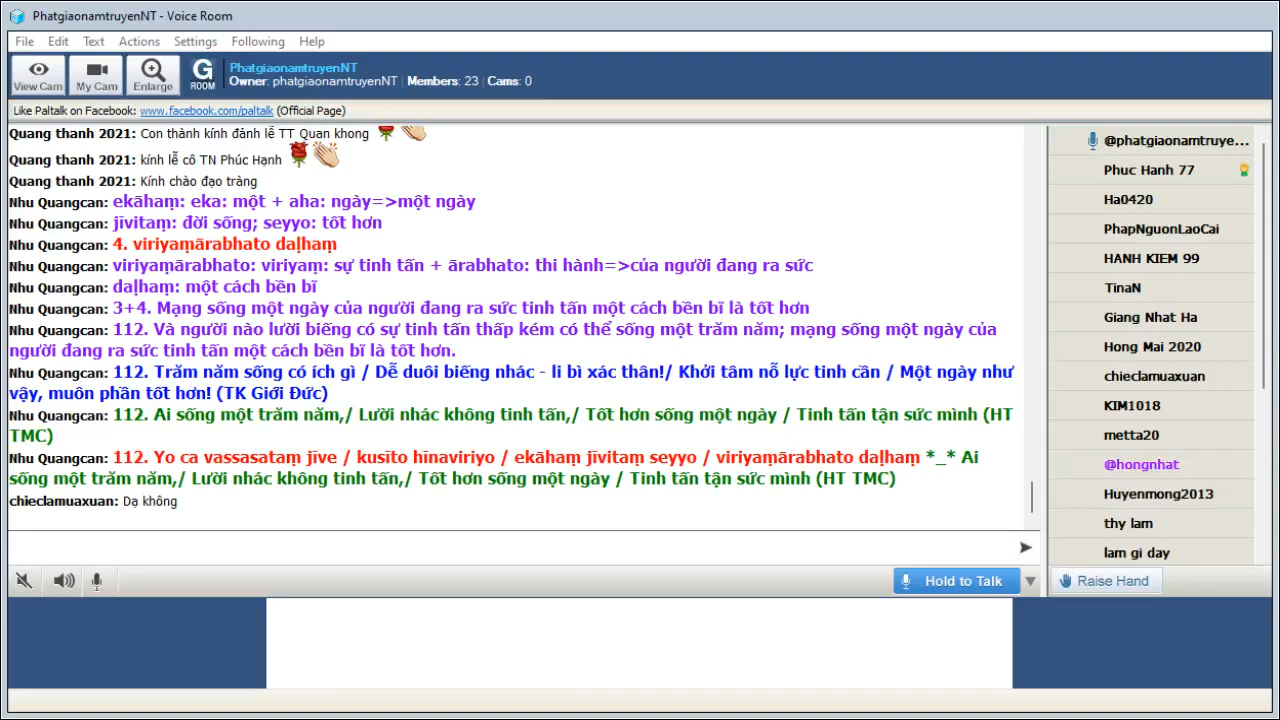 PhatgiaonamtruyenNT - Voice Room
File Edit Text Actions Settings Following Help
View Cam
My Cam
Enlarge
G
ROOM
PhatgiaonamtruyenNT
Owner: phatgiaonamtruyenNT | Members: 23 | Cams: 0
Like Paltalk on Facebook: www.facebook.com/paltalk (Official Page)
Quang thanh 2021: Con thành kính đảnh lễ TT Quan khong
Quang thanh 2021: kính lễ cô TN Phúc Hạnh
Quang thanh 2021: Kính chào đạo tràng
Nhu Quangcan: ekāhaṃ: eka: một + aha: ngày=>một ngày
Nhu Quangcan: jīvitaṃ: đời sống; seyyo: tốt hơn
Nhu Quangcan: 4. viriyaṃārabhato daḷhaṃ
Nhu Quangcan: viriyaṃārabhato: viriyaṃ: sự tinh tấn + ārabhato: thi hành=>của người đang ra sức
Nhu Quangcan: daḷhaṃ: một cách bền bĩ
Nhu Quangcan: 3+4. Mạng sống một ngày của người đang ra sức tinh tấn một cách bền bĩ là tốt hơn
Nhu Quangcan: 112. Và người nào lười biếng có sự tinh tấn thấp kém có thể sống một trăm năm; mạng sống một ngày của
người đang ra sức tinh tấn một cách bền bĩ là tốt hơn.
Nhu Quangcan: 112. Trăm năm sống có ích gì / Dễ duôi biếng nhác - li bì xác thân!/ Khởi tâm nỗ lực tinh cần / Một ngày như
vậy, muôn phần tốt hơn! (TK Giới Đức)
Nhu Quangcan: 112. Ai sống một trăm năm,/ Lười nhác không tinh tấn,/ Tốt hơn sống một ngày / Tinh tấn tận sức mình (HT
TMC)
Nhu Quangcan: 112. Yo ca vassasataṃ jīve / kusīto hīnaviriyo / ekāhaṃ jīvitaṃ seyyo / viriyaṃārabhato daḷhaṃ *_* Ai
sống một trăm năm,/ Lười nhác không tinh tấn,/ Tốt hơn sống một ngày / Tinh tấn tận sức mình (HT TMC)
chieclamuaxuan: Dạ không
@phatgiaonamtruye...
Phuc Hanh 77
Ha0420
PhapNguonLaoCai
HANH KIEM 99
TinaN
Giang Nhat Ha
Hong Mai 2020
chieclamuaxuan
KIM1018
metta20
@hongnhat
Huyenmong2013
thy lam
lam gi day
Hold to Talk
Raise Hand